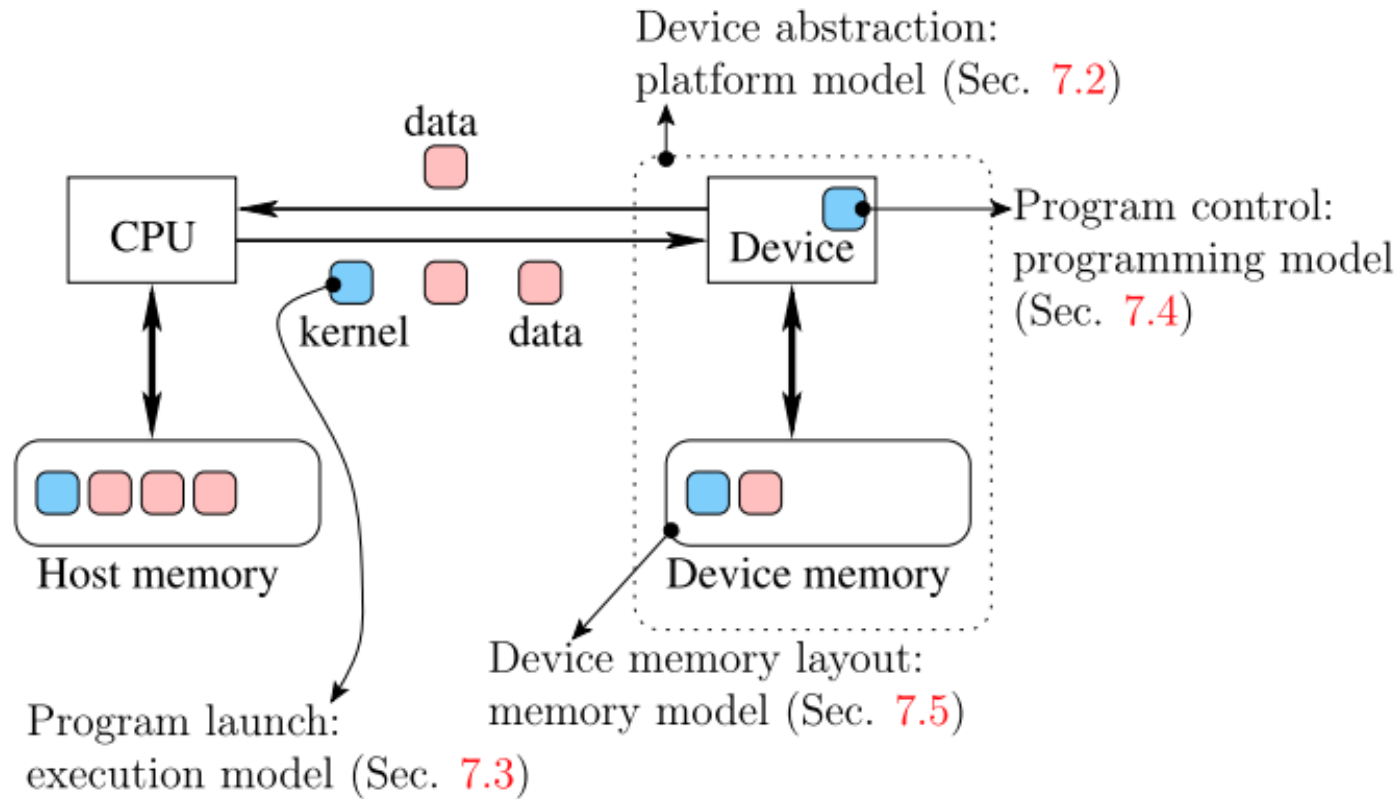 Device abstraction:
platform model (Sec. 7.2)
data
CPU
Device
Program control:
programming model
(Sec. 7.4)
kernel
data
Host memory
Device memory
Device memory layout:
memory model (Sec. 7.5)
Program launch:
execution model (Sec. 7.3)